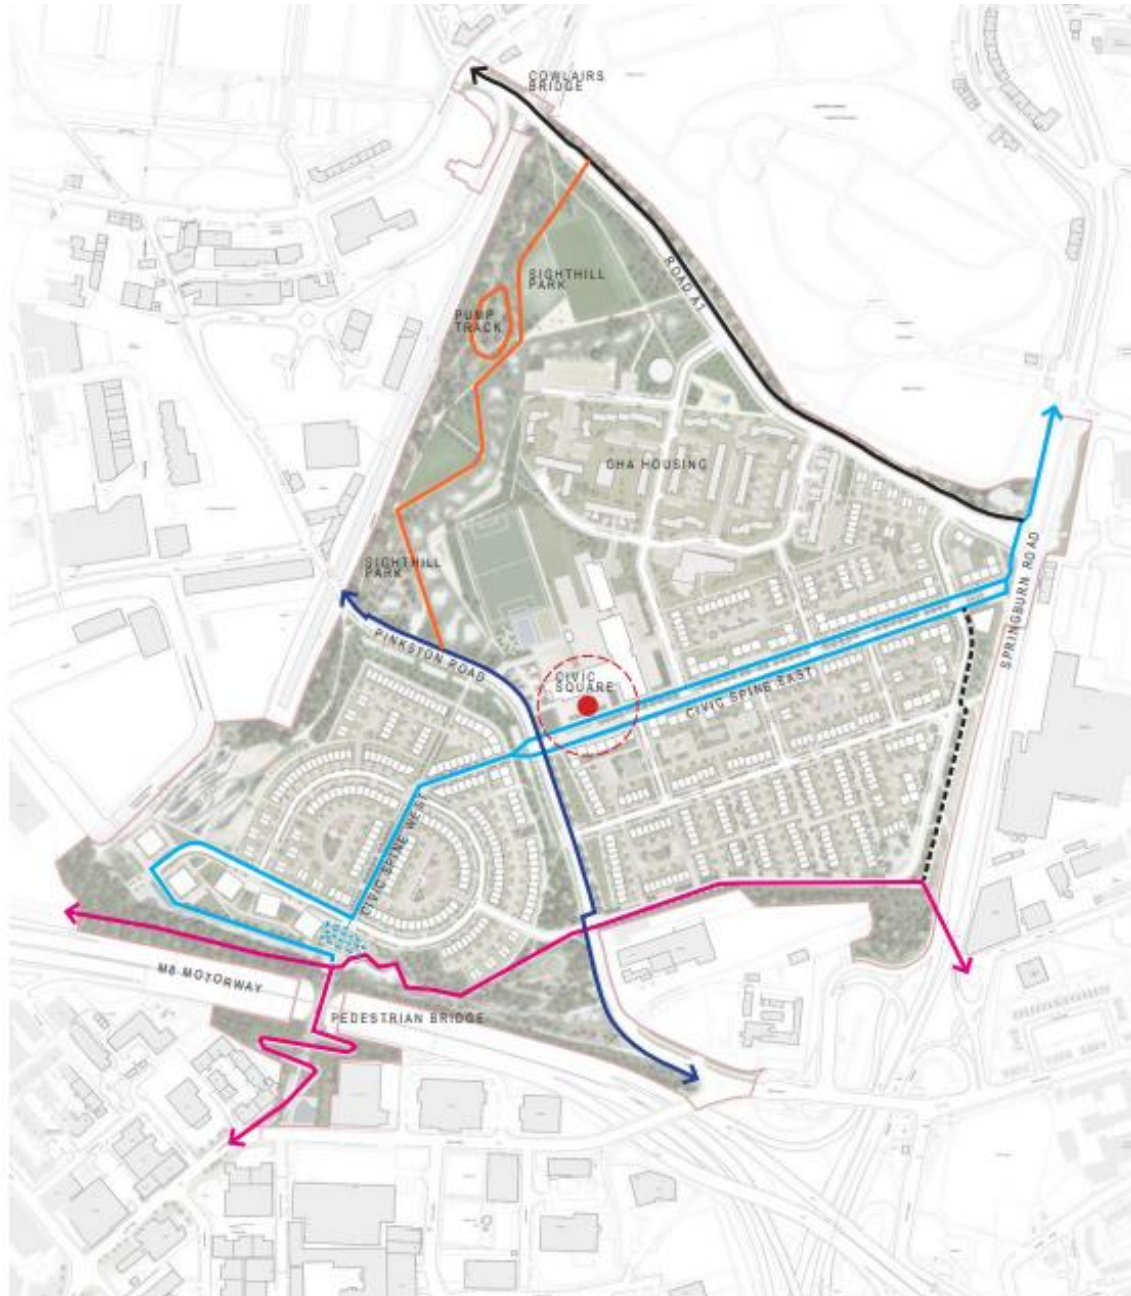 COWLAIRS
BRIDGE
ROAD A1
SIGHTHILL
PARK
PUMP
TRACK
GHA HOUSING
SIGHTHILL
PARK
SPRINGBURN ROAD
PINKSTON ROAD
CIVIC
SQUARE
CIVIC SPINE EAST
CIVIC SPINE WEST
M8 MOTORWAY
PEDESTRIAN BRIDGE